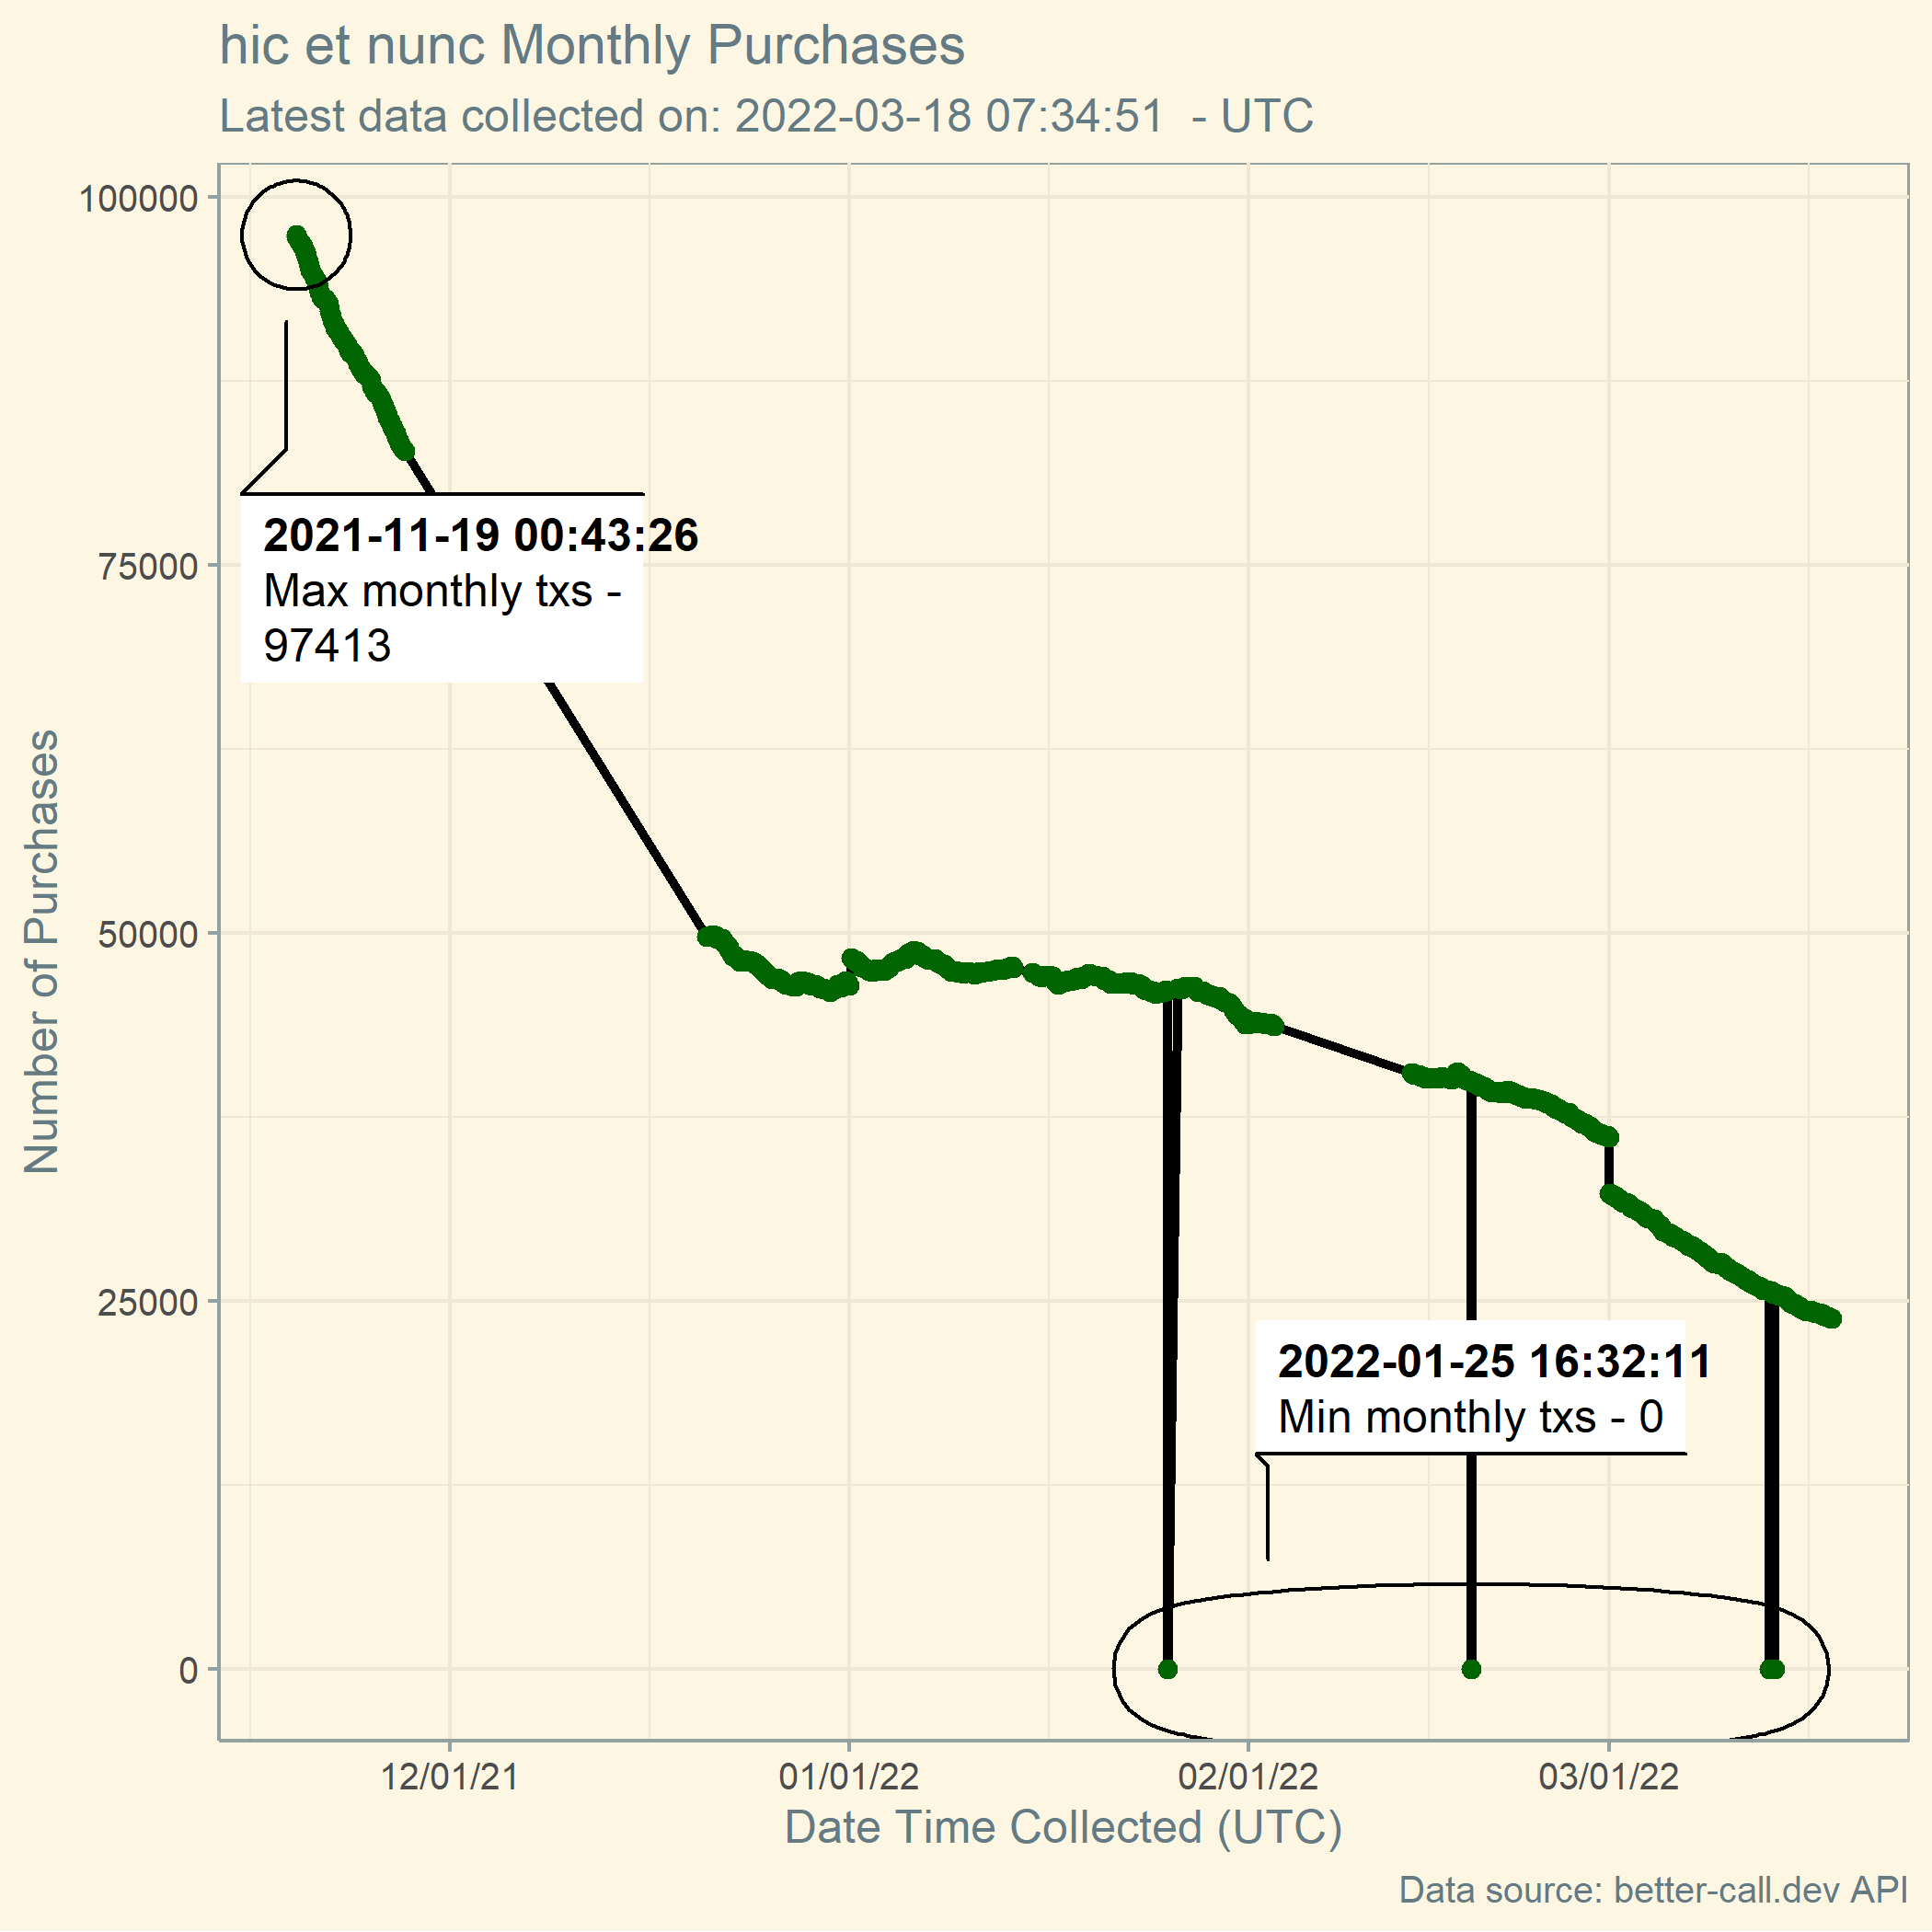 hic et nunc Monthly Purchases
Latest data collected on: 2022-03-18 07:34:51  - UTC
Number of Purchases
100000
75000
50000
25000
0
2021-11-19 00:43:26
Max monthly txs -
97413
2022-01-25 16:32:11
Min monthly txs - 0
12/01/21
01/01/22
02/01/22
03/01/22
Date Time Collected (UTC)
Data source: better-call.dev API